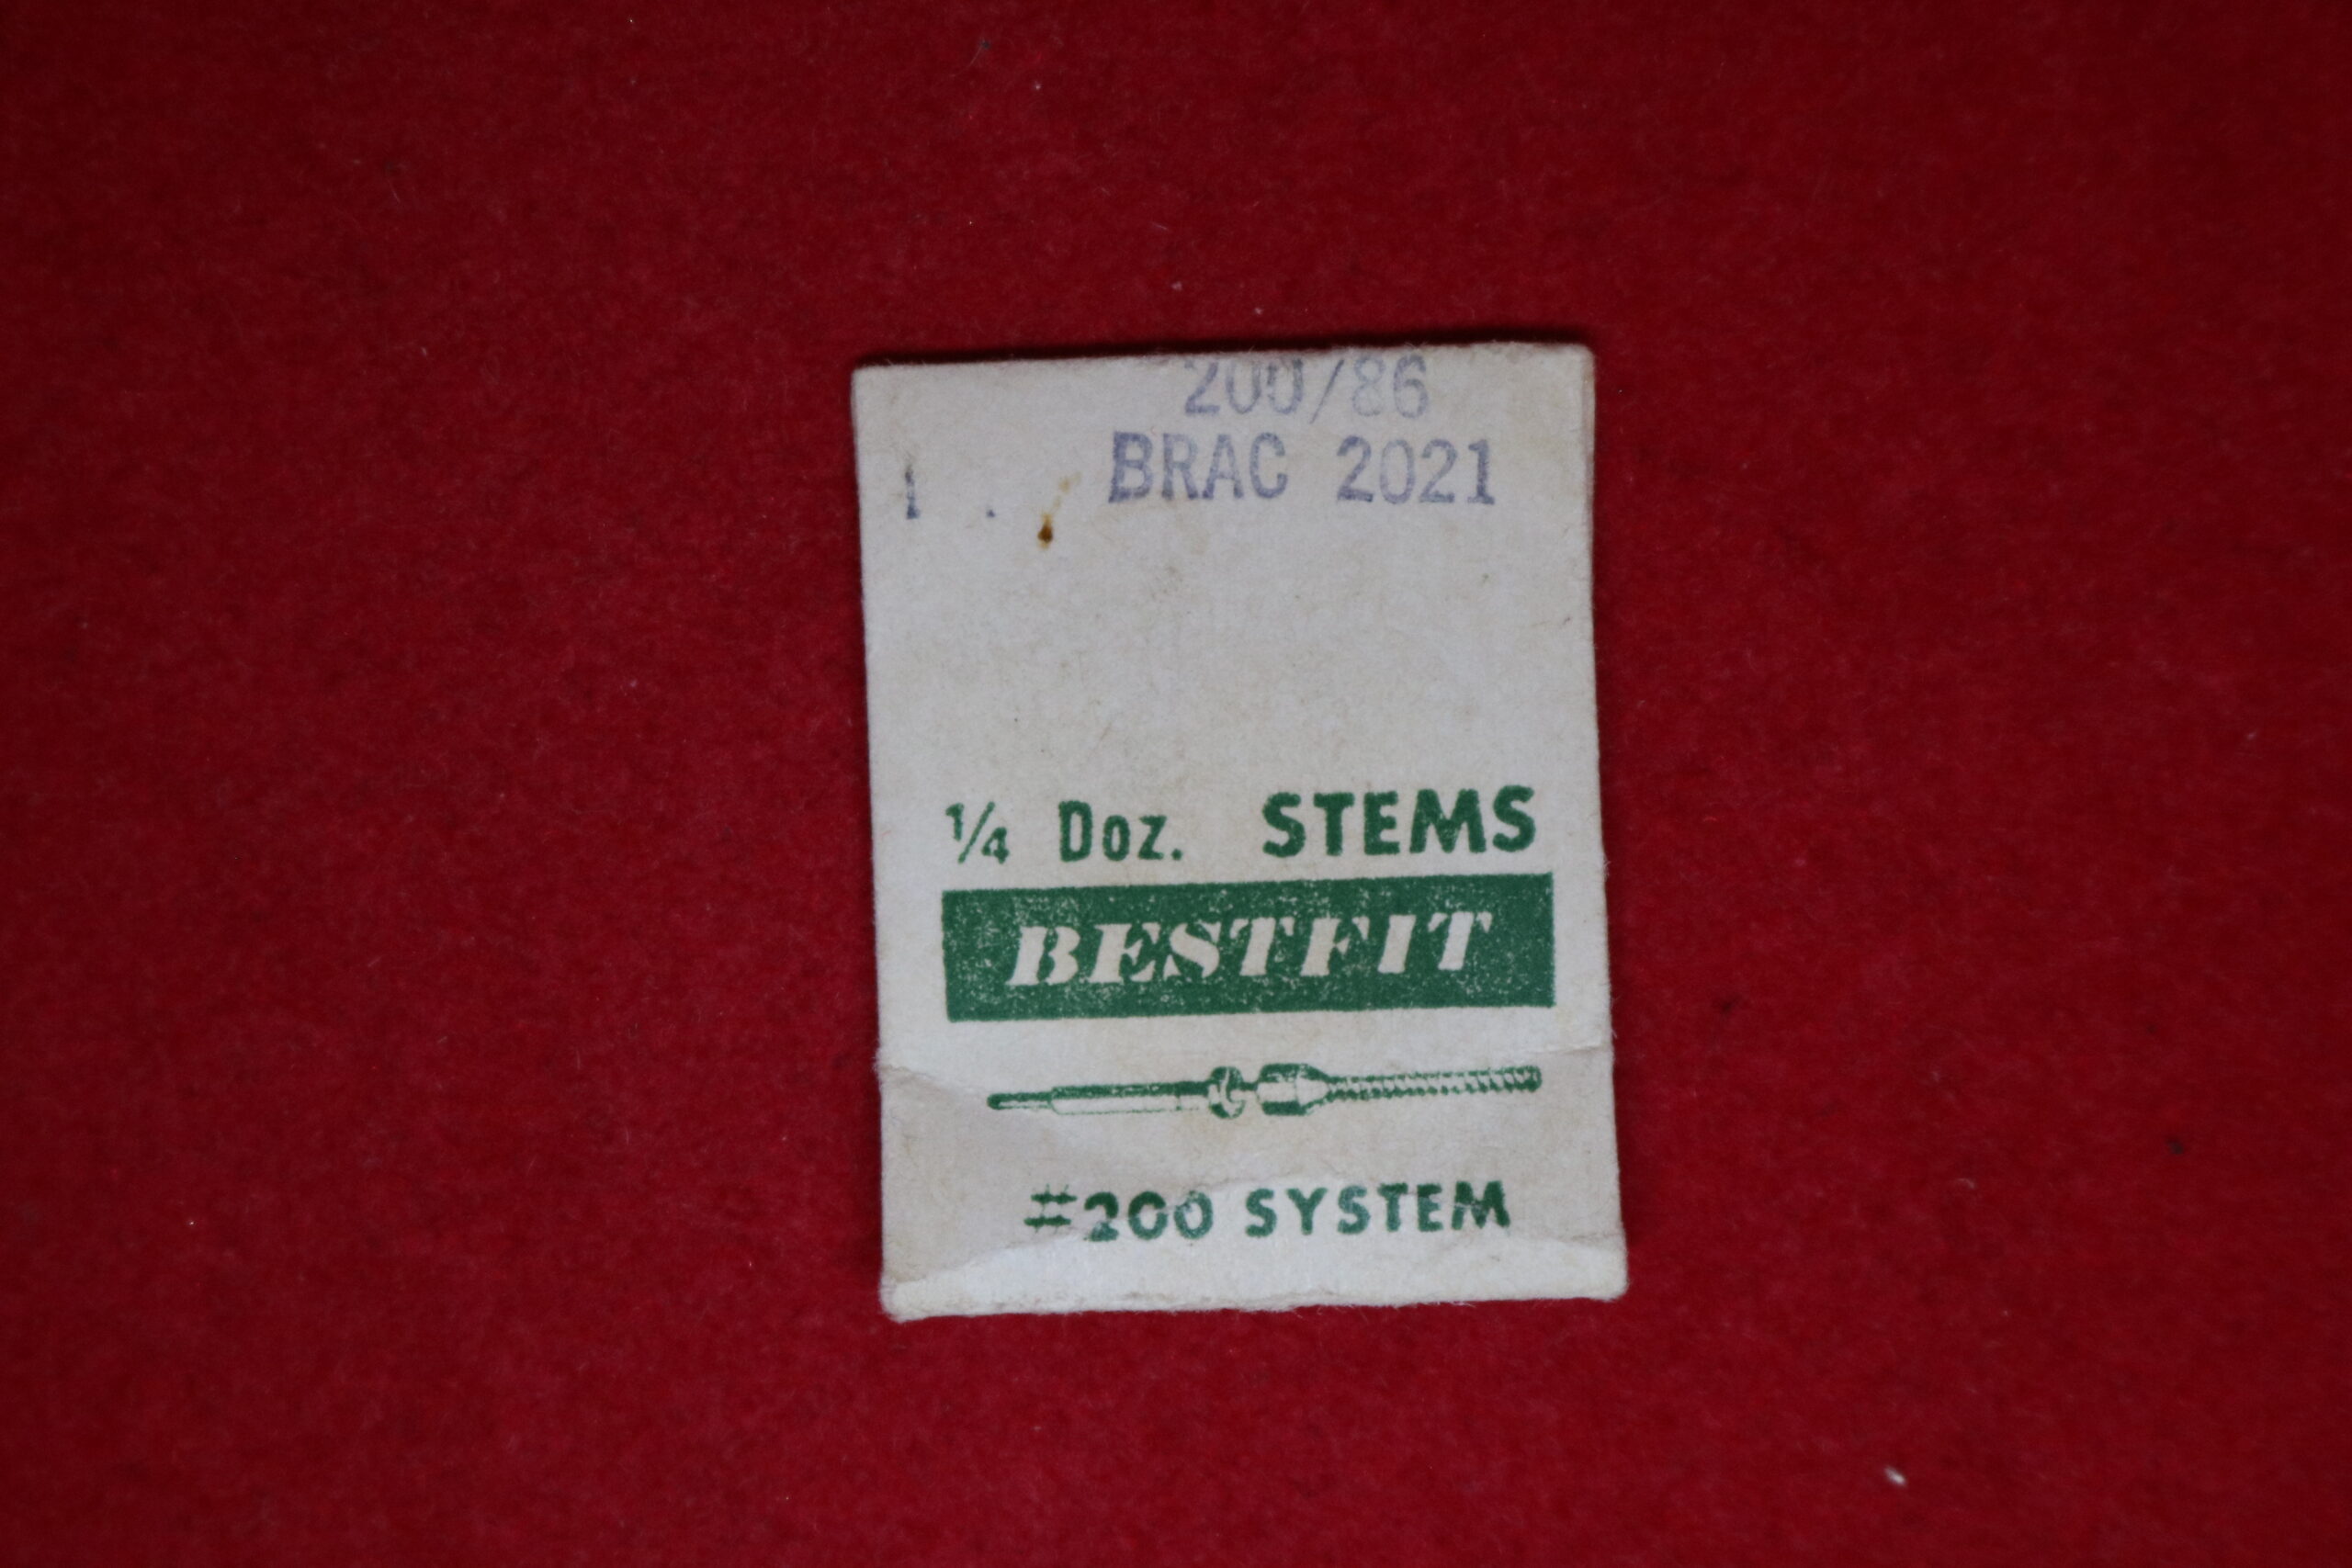 200/86
BRAC 2021
1/4 Doz. STEMS
BESTFIT
#200 SYSTEM